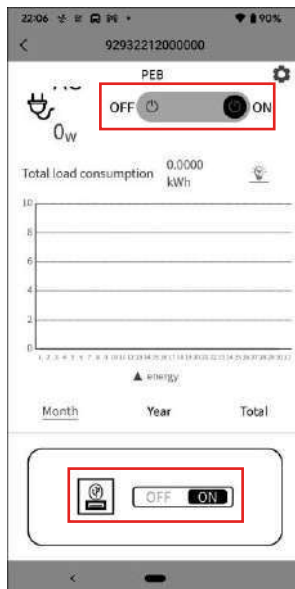 22:06 90%
92932212000000
PEB
OFF ON
0w
Total load consumption 0.0000 kWh
10
8
6
4
2
0
▲ energy
Month Year Total
OFF ON